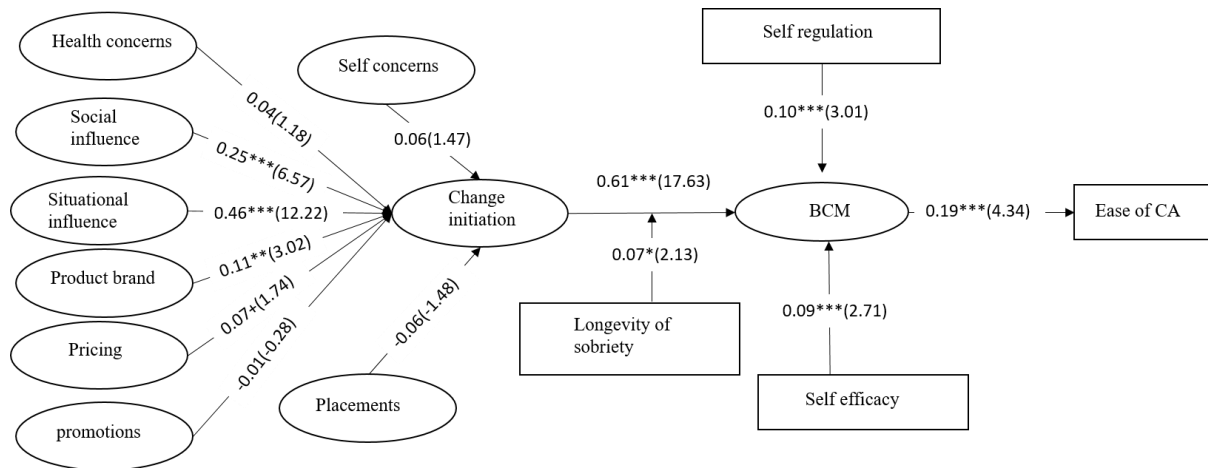 Health concerns
Self concerns
Self regulation
Social
influence
Situational
influence
Product brand
Pricing
promotions
Placements
Change
initiation
Longevity of
sobriety
BCM
Self efficacy
Ease of CA
0.04(1.18)
0.25***(6.57)
0.46***(12.22)
0.11**(3.02)
0.07+(1.74)
-0.01(-0.28)
0.06(1.47)
-0.06(-1.48)
0.61***(17.63)
0.07*(2.13)
0.10***(3.01)
0.09***(2.71)
0.19***(4.34)